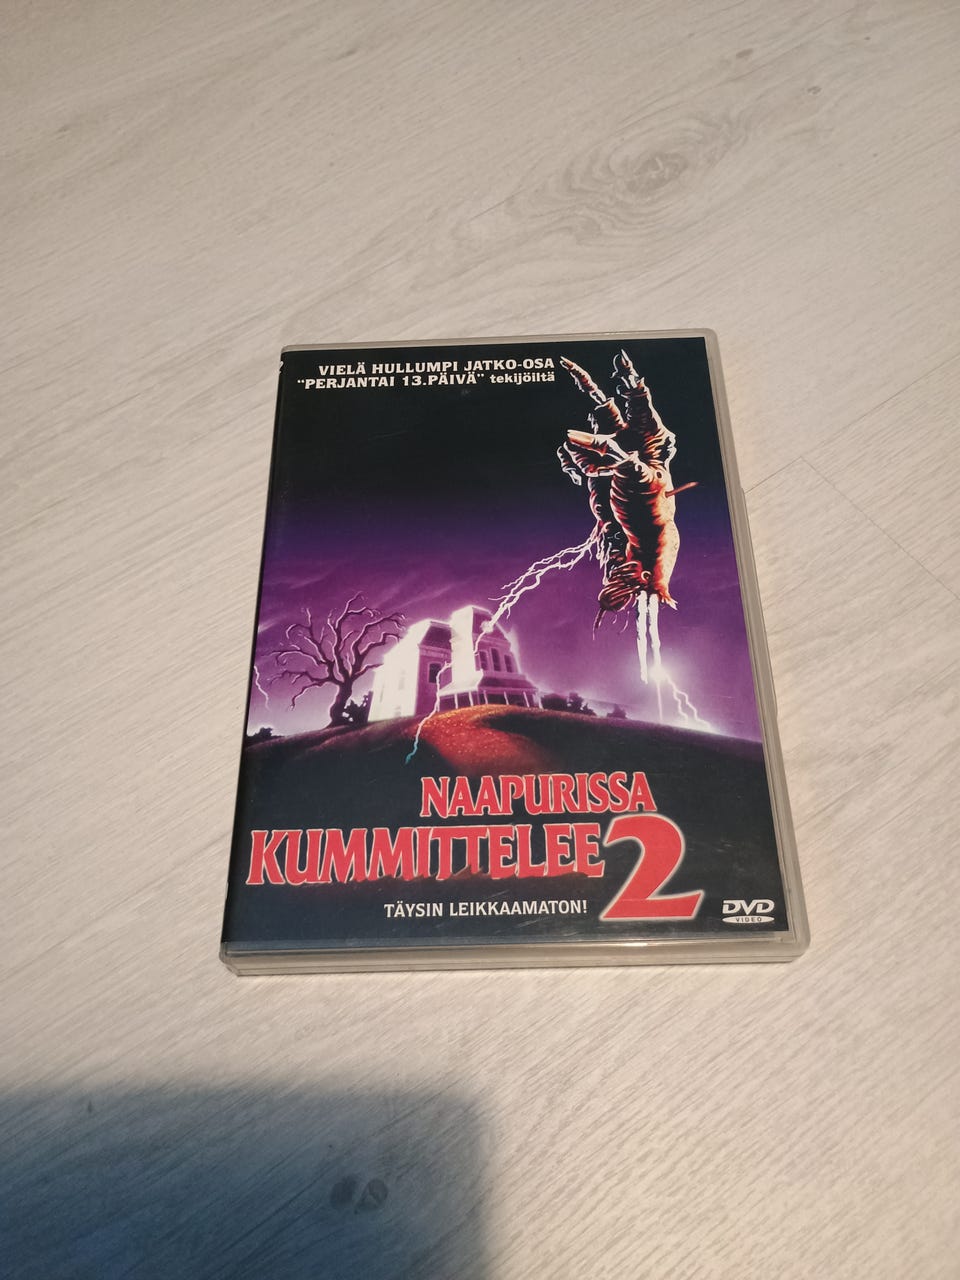 VIELÄ HULLUMPI JATKO-OSA
"PERJANTAI 13.PÄIVÄ" tekijöiltä
NAAPURISSA
KUMMITTELEE 2
TÄYSIN LEIKKAAMATON!
DVD
VIDEO